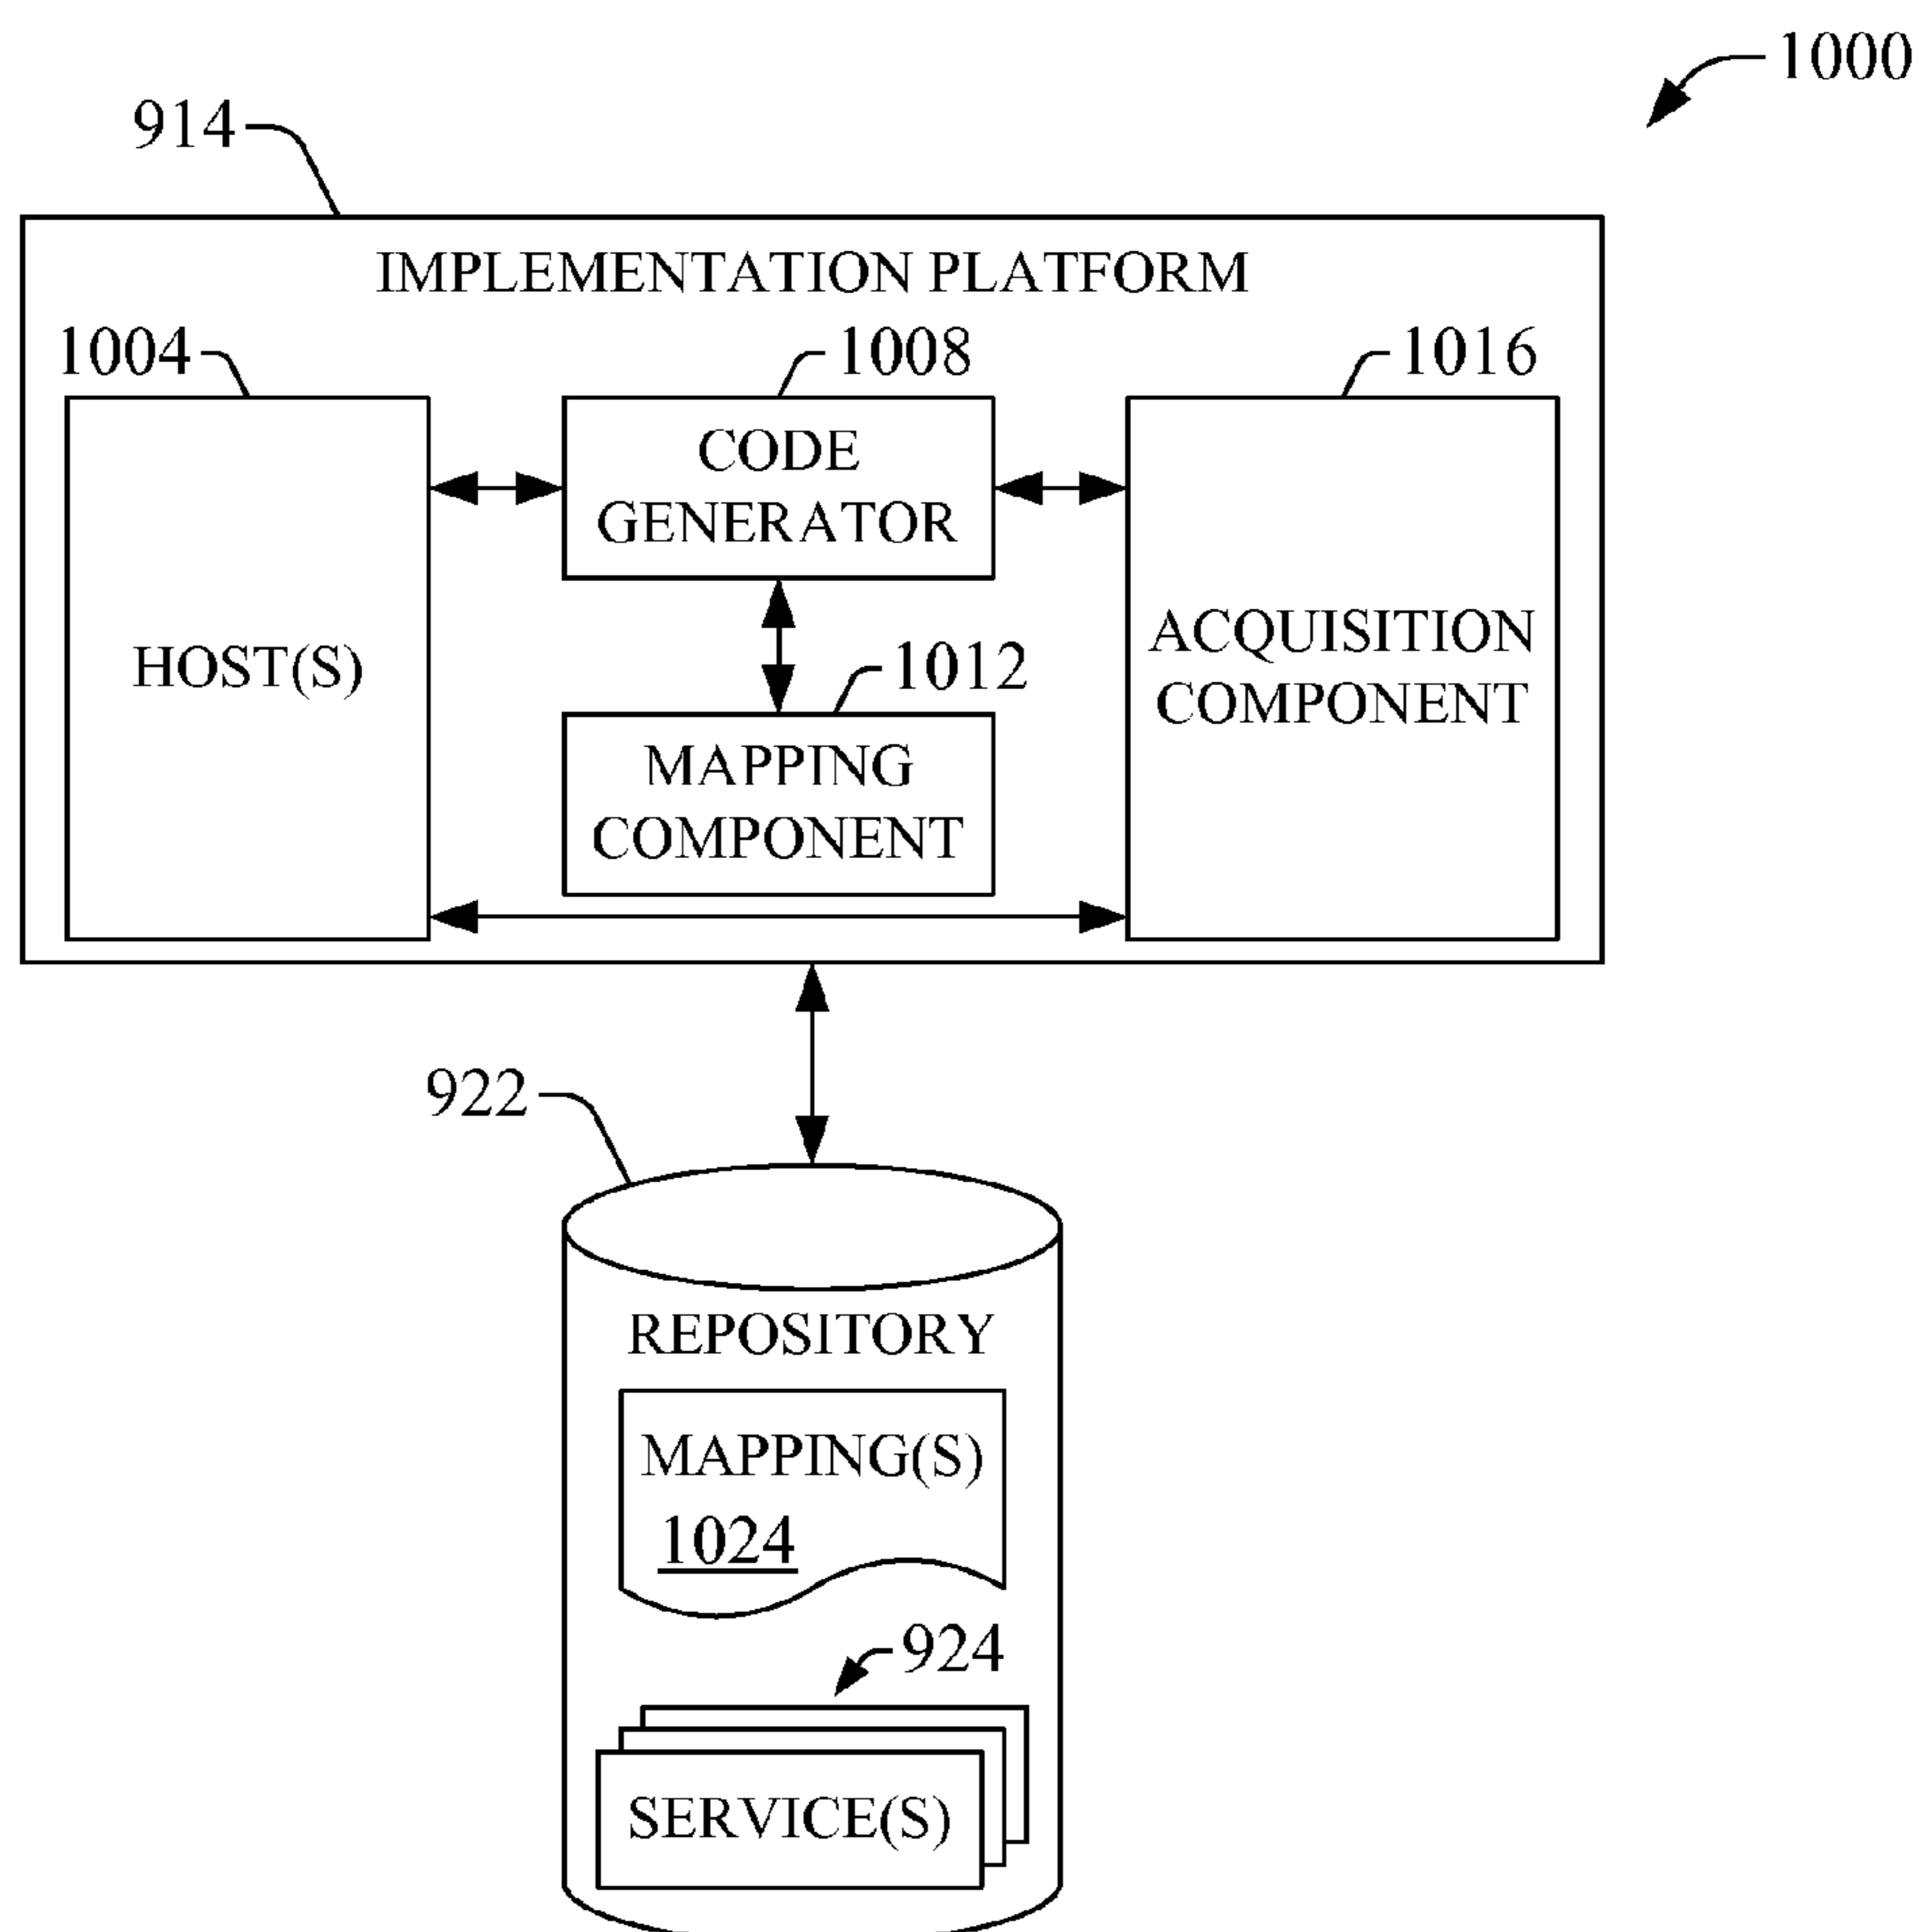 1000
914
IMPLEMENTATION PLATFORM
1004
1008
1016
CODE
GENERATOR
HOST(S)
ACQUISITION
COMPONENT
1012
MAPPING
COMPONENT
922
REPOSITORY
MAPPING(S)
1024
924
SERVICE(S)